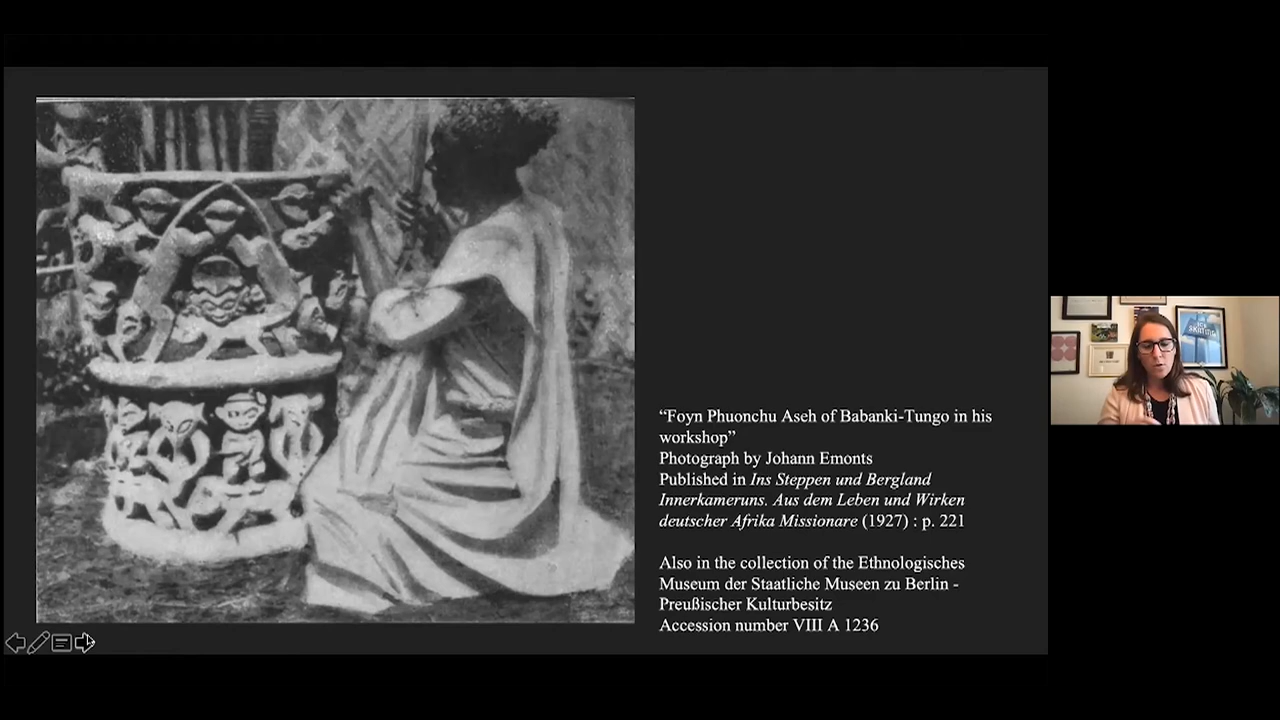 “Foyn Phuonchu Aseh of Babanki-Tungo in his
workshop”
Photograph by Johann Emonts
Published in Ins Steppen und Bergland
Innerkameruns. Aus dem Leben und Wirken
deutscher Afrika Missionare (1927) : p. 221
Also in the collection of the Ethnologisches
Museum der Staatliche Museen zu Berlin -
Preußischer Kulturbesitz
Accession number VIII A 1236